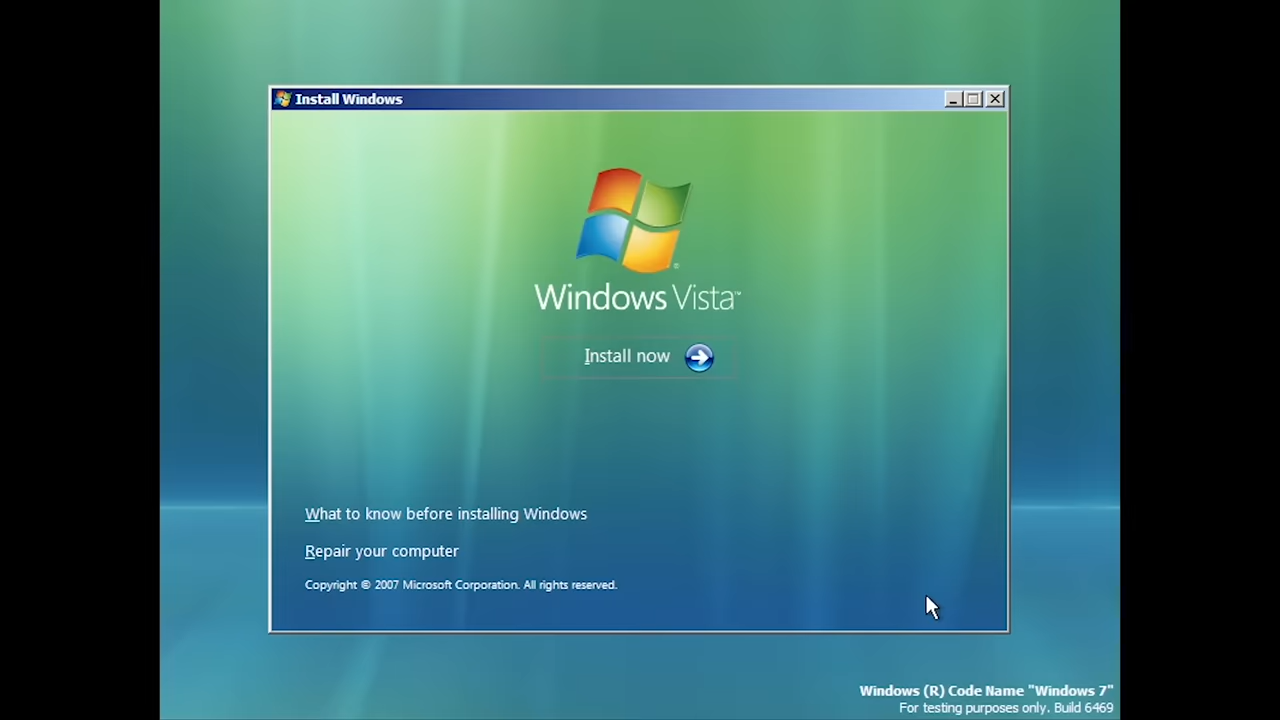 Install Windows
Windows Vista™
Install now
What to know before installing Windows
Repair your computer
Copyright © 2007 Microsoft Corporation. All rights reserved.
Windows (R) Code Name "Windows 7"
For testing purposes only. Build 6469